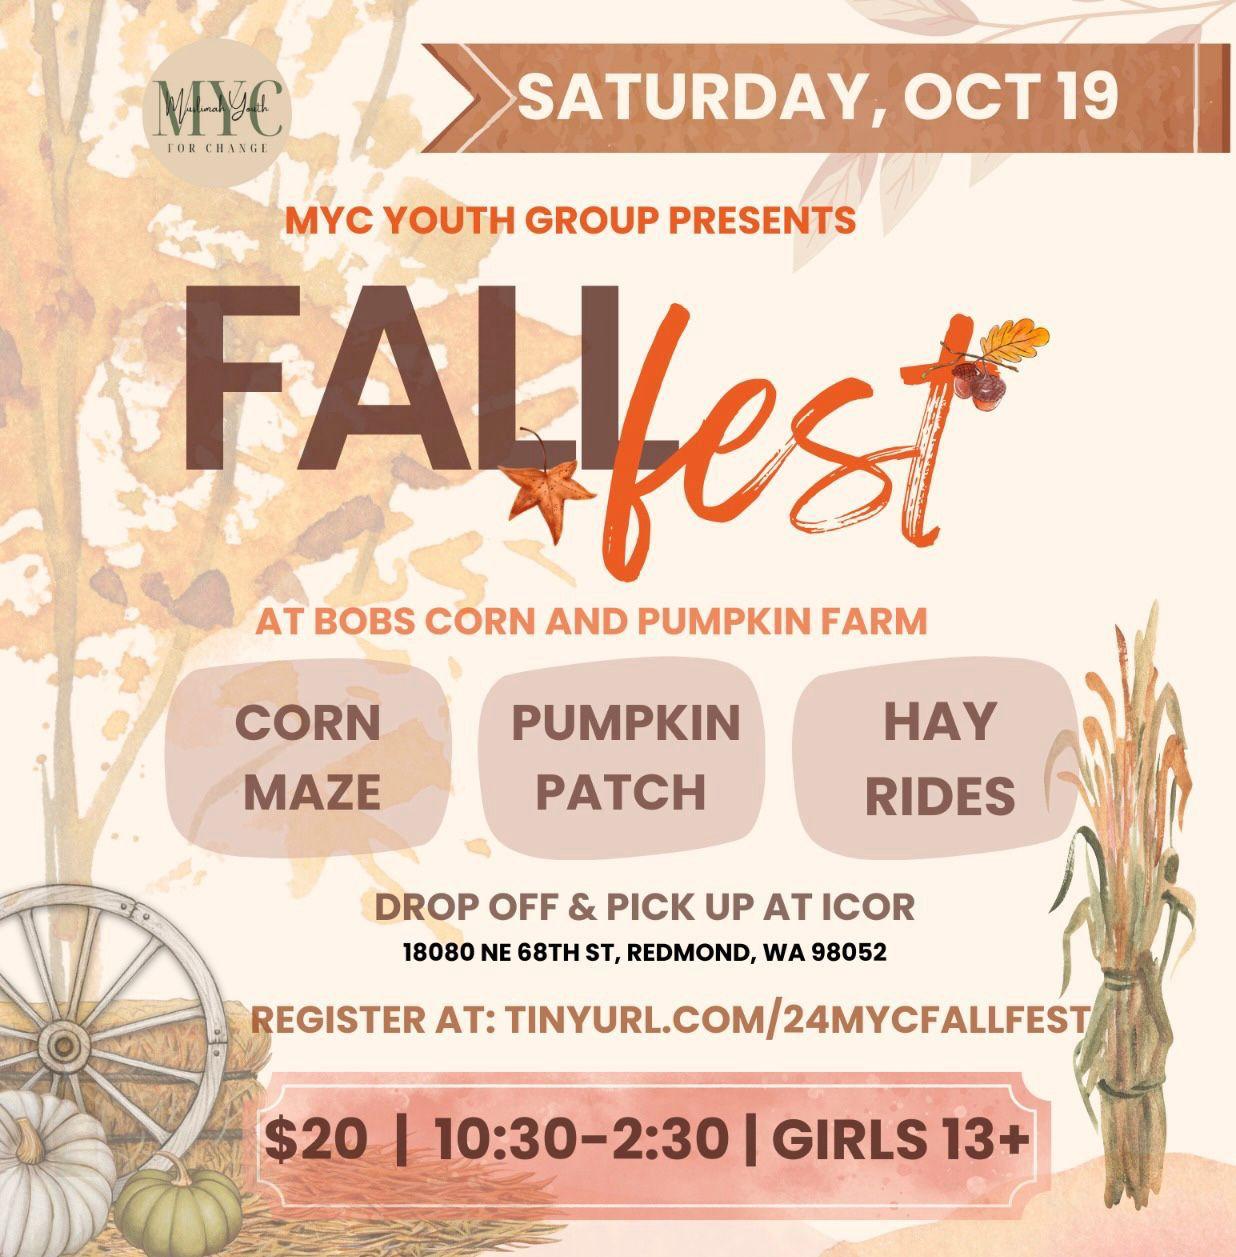 MYC
Muslimah Youth
FOR CHANGE
SATURDAY, OCT 19
MYC YOUTH GROUP PRESENTS
FALL fest
AT BOBS CORN AND PUMPKIN FARM
CORN
MAZE
PUMPKIN
PATCH
HAY
RIDES
DROP OFF & PICK UP AT ICOR
18080 NE 68TH ST, REDMOND, WA 98052
REGISTER AT: TINYURL.COM/24MYCFALLFEST
$20 | 10:30-2:30 | GIRLS 13+